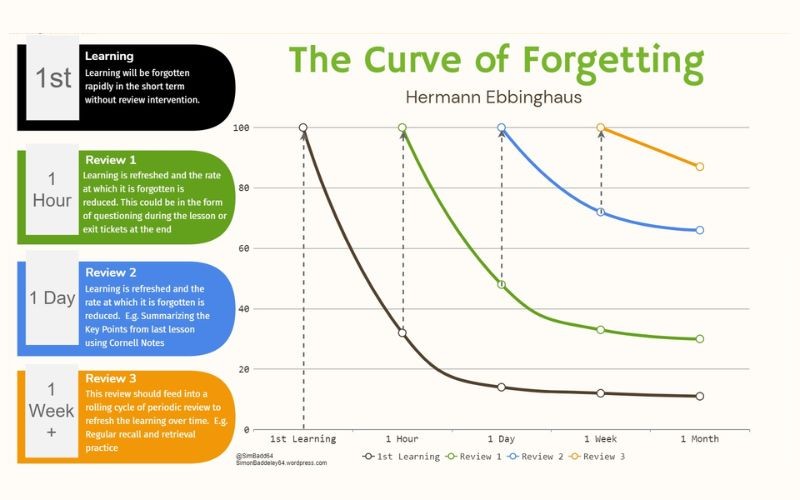 The Curve of Forgetting
Hermann Ebbinghaus
1st
Learning
Learning will be forgotten
rapidly in the short term
without review intervention.
1
Hour
Review 1
Learning is refreshed and the rate
at which it is forgotten is
reduced. This could be in the form
of questioning during the lesson or
exit tickets at the end
1 Day
Review 2
Learning is refreshed and the
rate at which it is forgotten is
reduced. E.g. Summarizing the
Key Points from last lesson
using Cornell Notes
1
Week
+
Review 3
This review should feed into a
rolling cycle of periodic review to
refresh the learning over time. E.g.
Regular recall and retrieval
practice
100
80
60
40
20
0
1st Learning 1 Hour 1 Day 1 Week 1 Month
1st Learning Review 1 Review 2 Review 3
@SimBadd64
SimonBaddeley64.wordpress.com